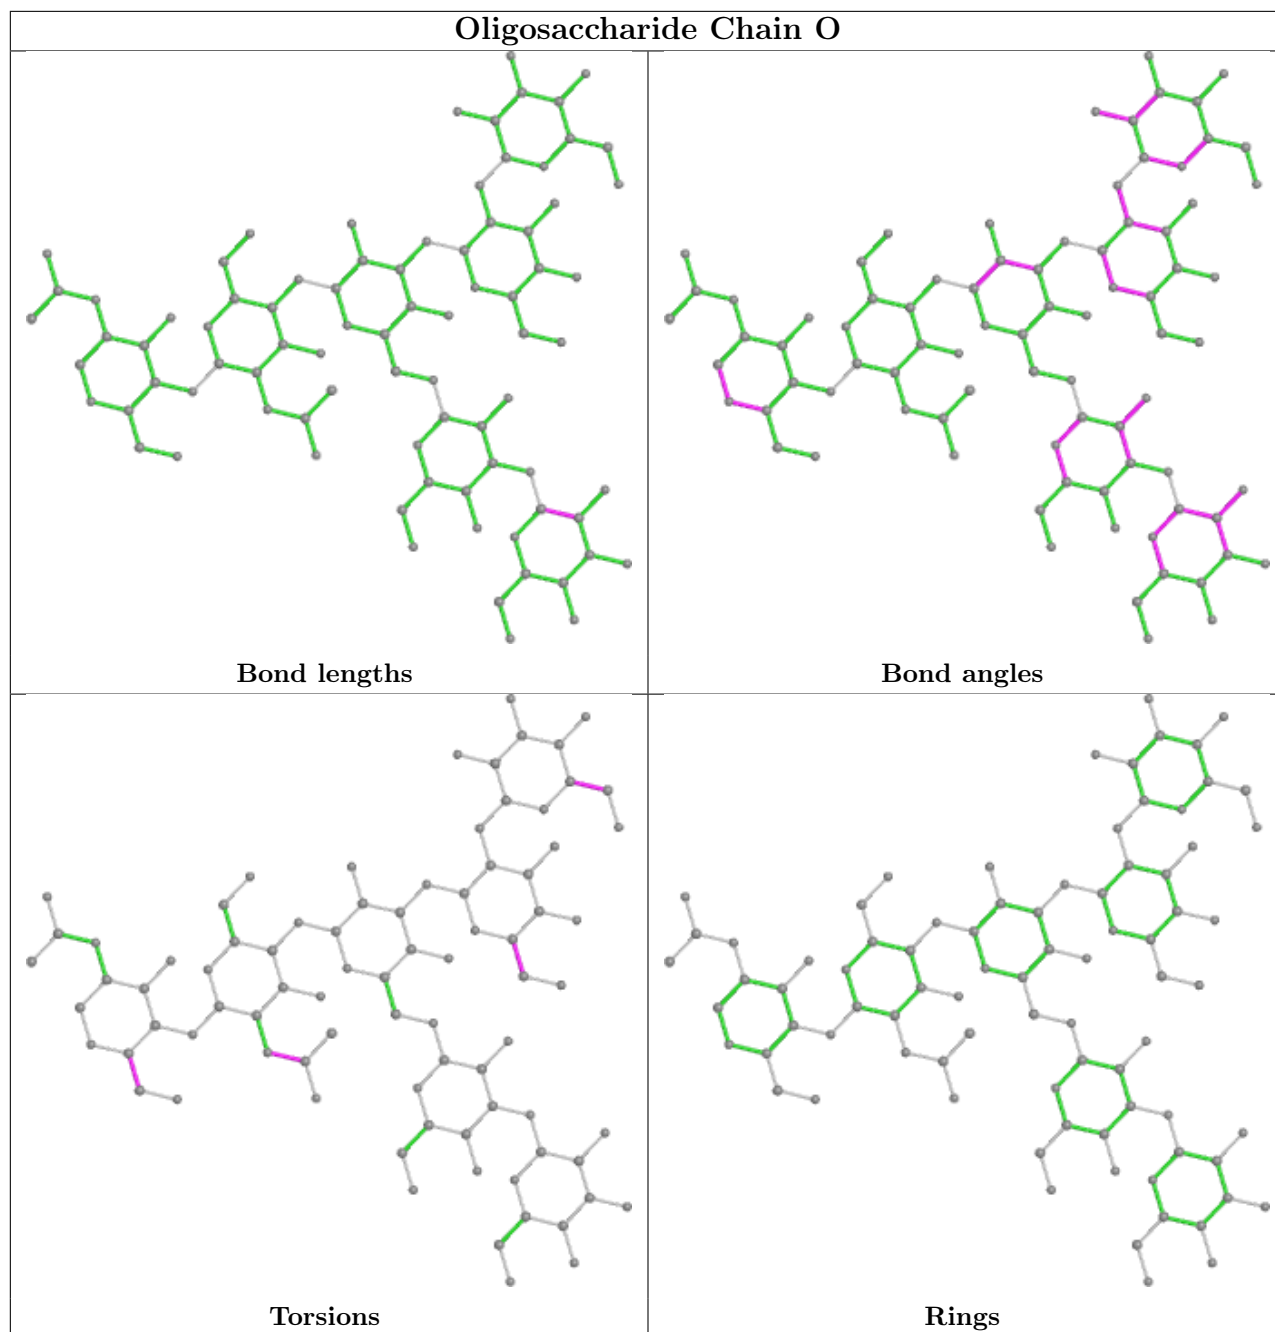 Oligosaccharide Chain O
Bond lengths
Bond angles
Torsions
Rings